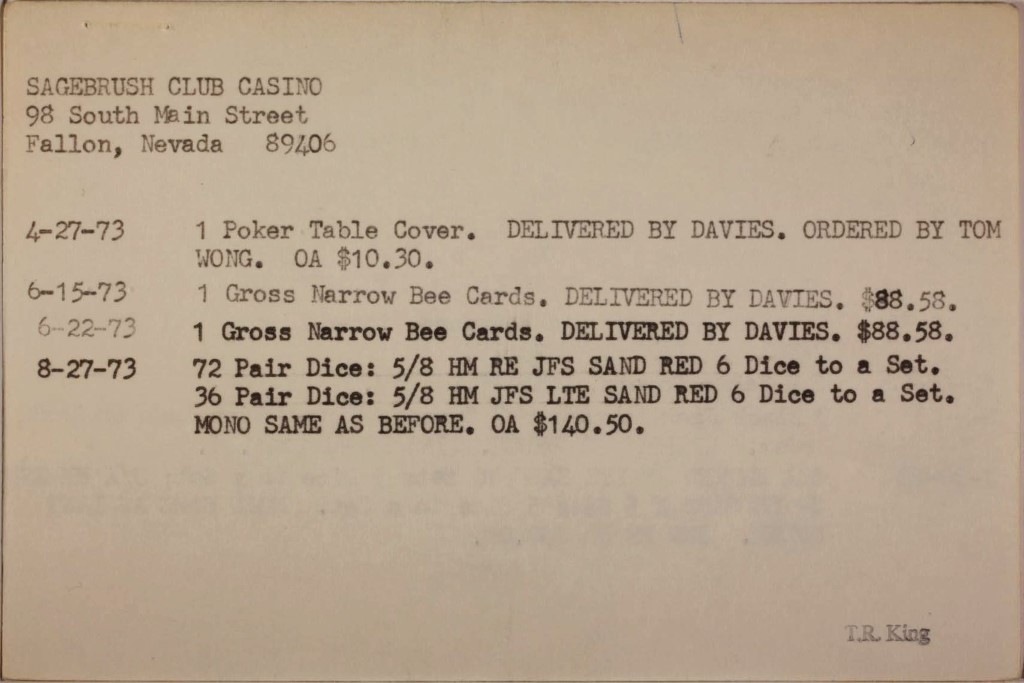 SAGEBRUSH CLUB CASINO
98 South Main Street
Fallon, Nevada 89406
4-27-73 1 Poker Table Cover. DELIVERED BY DAVIES. ORDERED BY TOM
WONG. OA $10.30.
6-15-73 1 Gross Narrow Bee Cards. DELIVERED BY DAVIES. $88.58.
6-22-73 1 Gross Narrow Bee Cards. DELIVERED BY DAVIES. $88.58.
8-27-73 72 Pair Dice: 5/8 HM RE JFS SAND RED 6 Dice to a Set.
36 Pair Dice: 5/8 HM JFS LTE SAND RED 6 Dice to a Set.
MONO SAME AS BEFORE. OA $140.50.
T.R. King